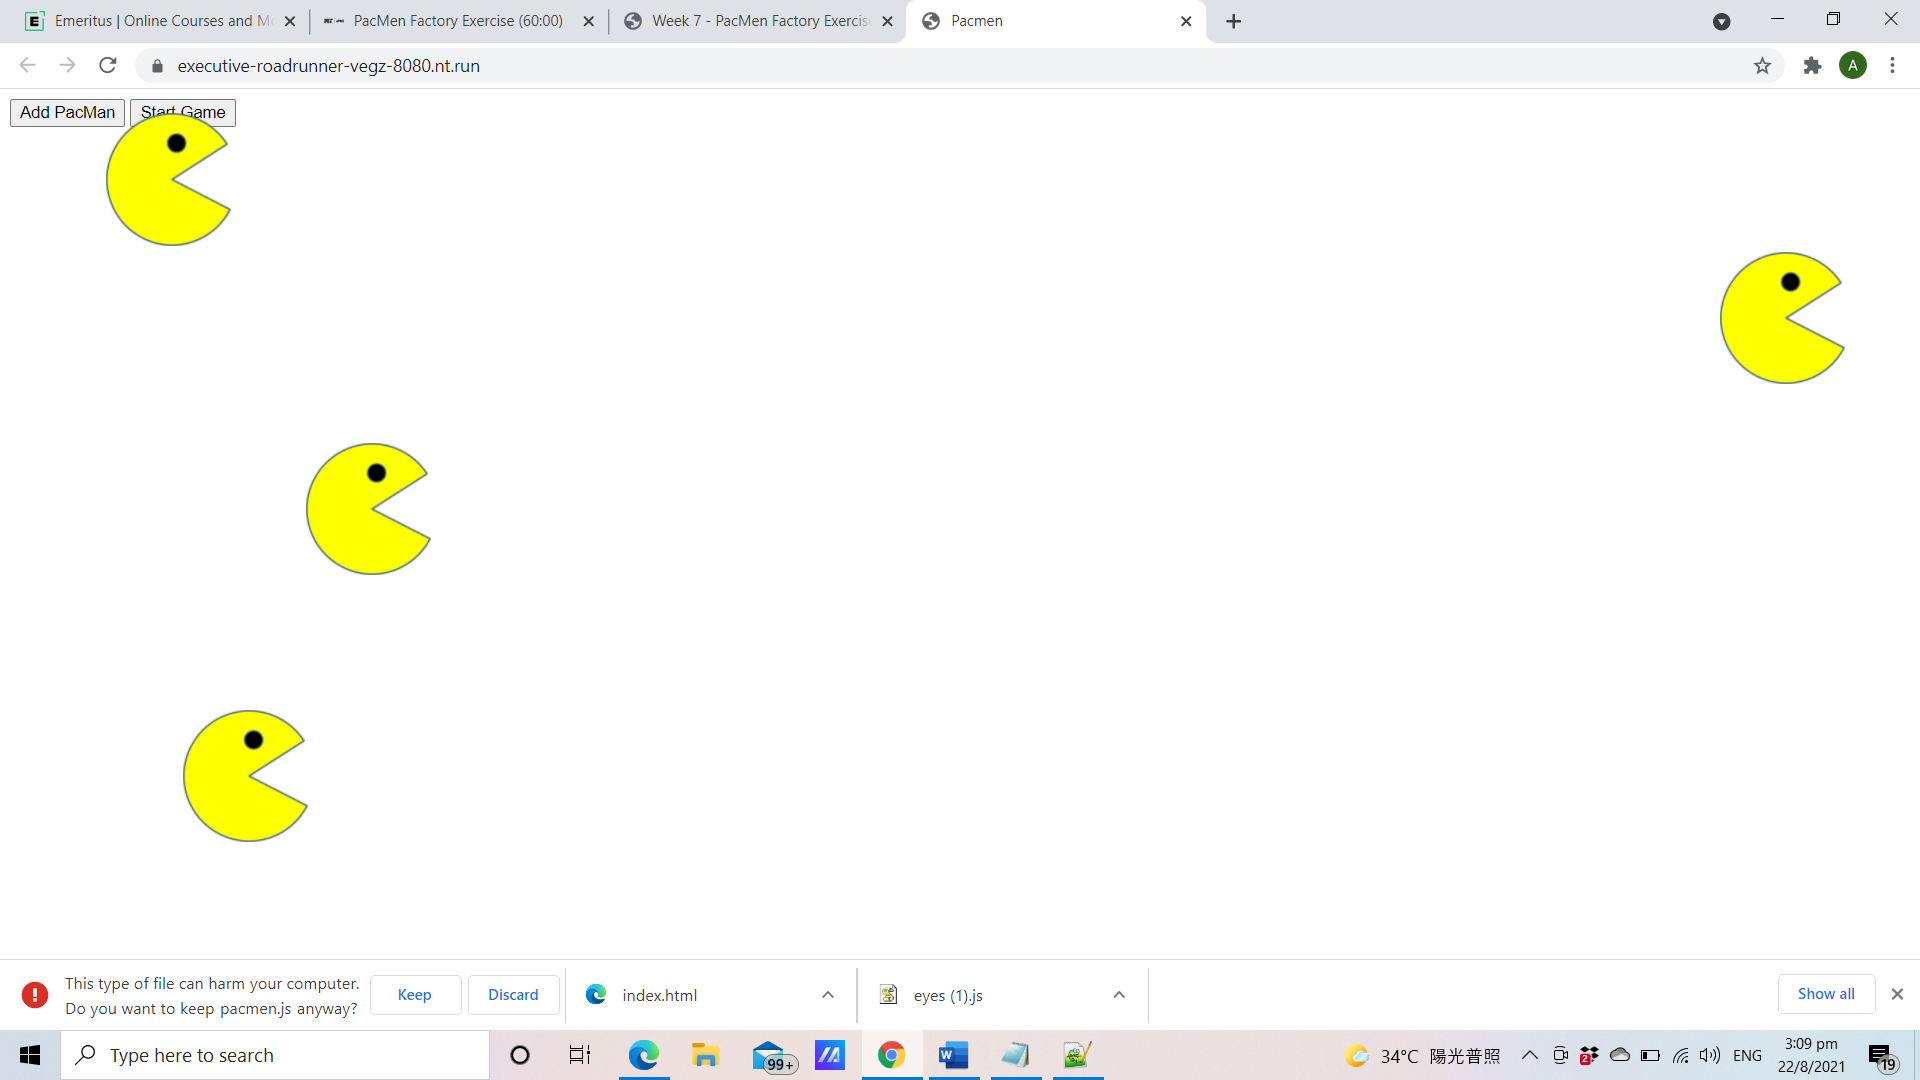 Emeritus | Online Courses and M
PacMen Factory Exercise (60:00)
Week 7 - PacMen Factory Exercis
Pacmen
executive-roadrunner-vegz-8080.nt.run
A
Add PacMan
Start Game
This type of file can harm your computer.
Do you want to keep pacmen.js anyway?
Keep
Discard
index.html
eyes (1).js
Show all
Type here to search
99+
34°C 陽光普照
2
ENG
3:09 pm
22/8/2021
19